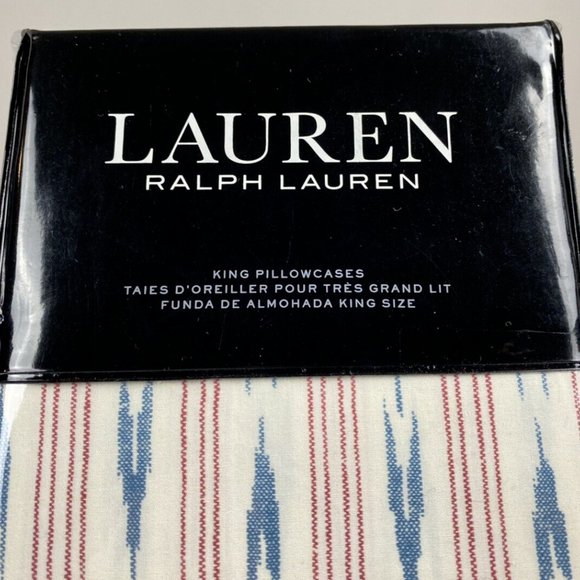 LAUREN
RALPH LAUREN
KING PILLOWCASES
TAIES D'OREILLER POUR TRÈS GRAND LIT
FUNDA DE ALMOHADA KING SIZE